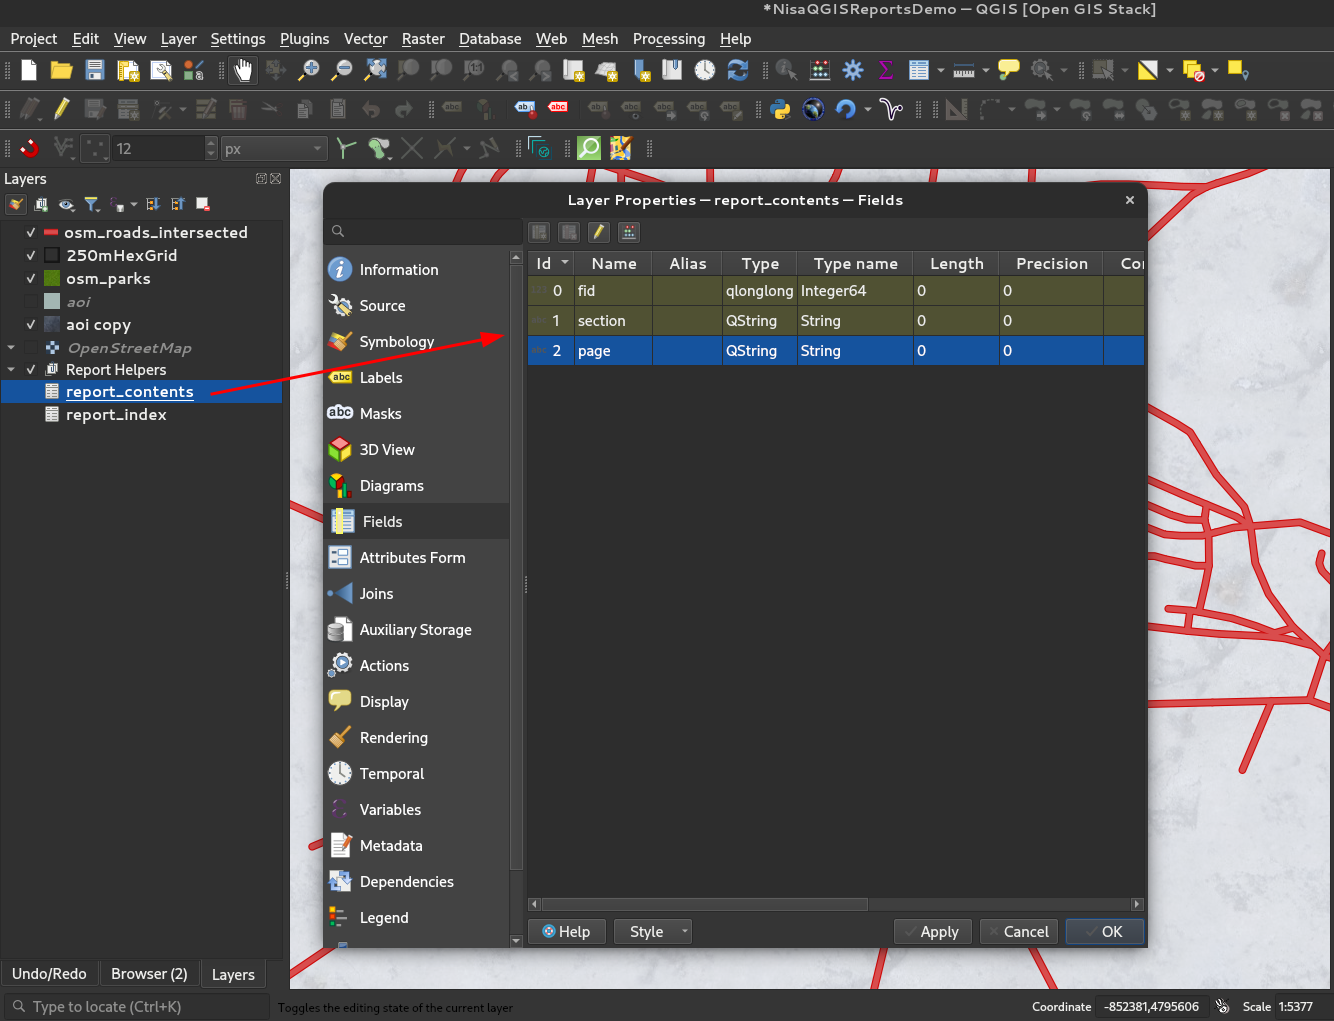 *NisaQGISReportsDemo — QGIS [Open GIS Stack]
Project Edit View Layer Settings Plugins Vector Raster Database Web Mesh Processing Help
12 px
Layers
osm_roads_intersected
250mHexGrid
osm_parks
aoi
aoi copy
OpenStreetMap
Report Helpers
report_contents
report_index
Layer Properties — report_contents — Fields
Information
Source
Symbology
abc Labels
abc Masks
3D View
Diagrams
Fields
Attributes Form
Joins
Auxiliary Storage
Actions
Display
Rendering
Temporal
Variables
Metadata
Dependencies
Legend
Id Name Alias Type Type name Length Precision Cor
0 fid qlonglong Integer64 0 0
1 section QString String 0 0
abc 2 page QString String 0 0
Help Style Apply Cancel OK
Undo/Redo Browser (2) Layers
Type to locate (Ctrl+K) Toggles the editing state of the current layer Coordinate -852381,4795606 Scale 1:5377